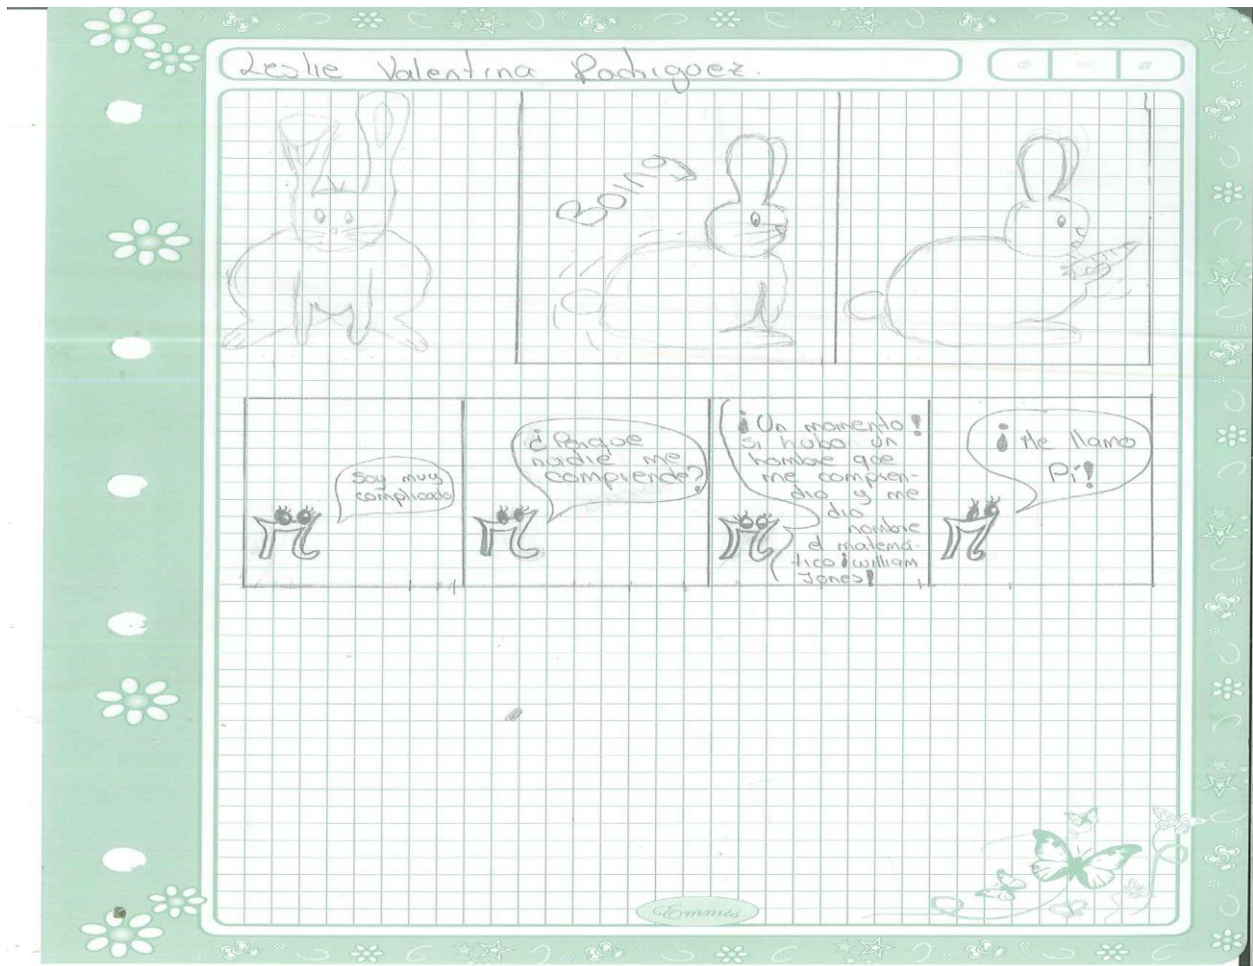 Leslie Valentina Rodriguez.
Boing
Soy muy
complicado
¿Porque
nadie me
comprende?
¡Un momento!
Si hubo un
hombre que
me compren-
dio y me
dio
nombre
el matemá-
tico ¡william
Jones!
¡Me llamo
Pi!
Emmis